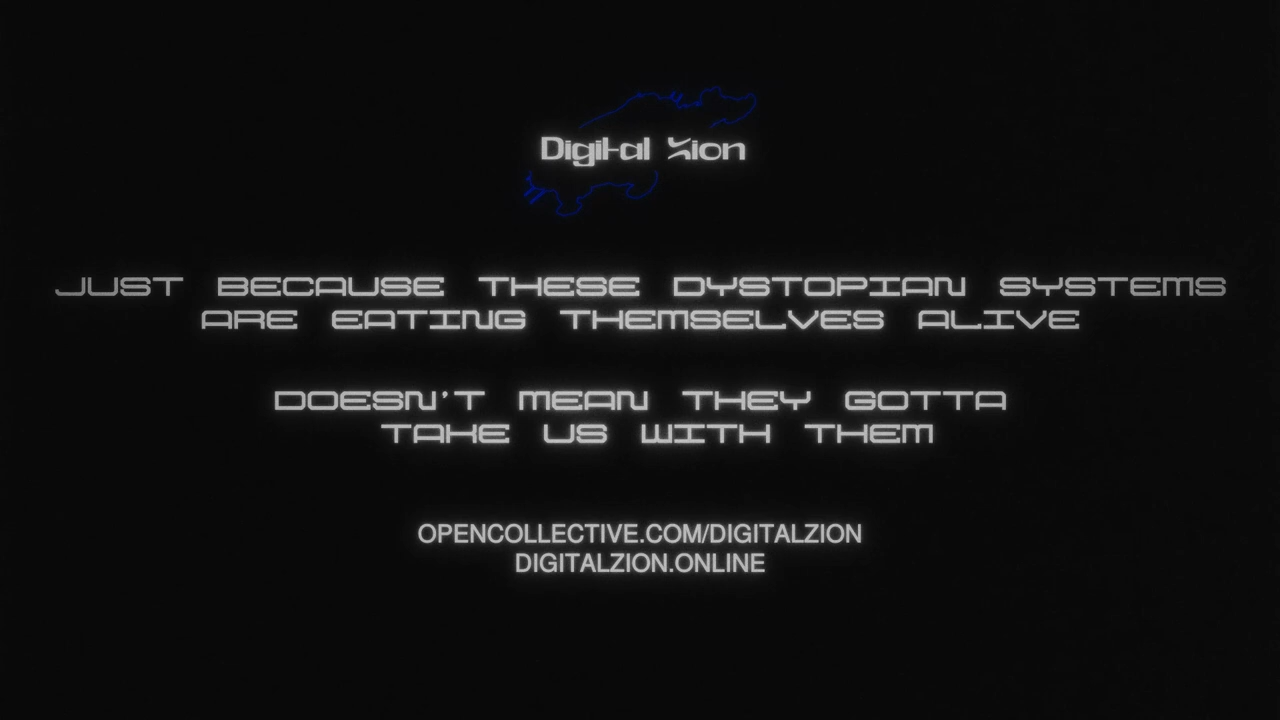 Digital Zion
JUST BECAUSE THESE DYSTOPIAN SYSTEMS
ARE EATING THEMSELVES ALIVE
DOESN'T MEAN THEY GOTTA
TAKE US WITH THEM
OPENCOLLECTIVE.COM/DIGITALZION
DIGITALZION.ONLINE